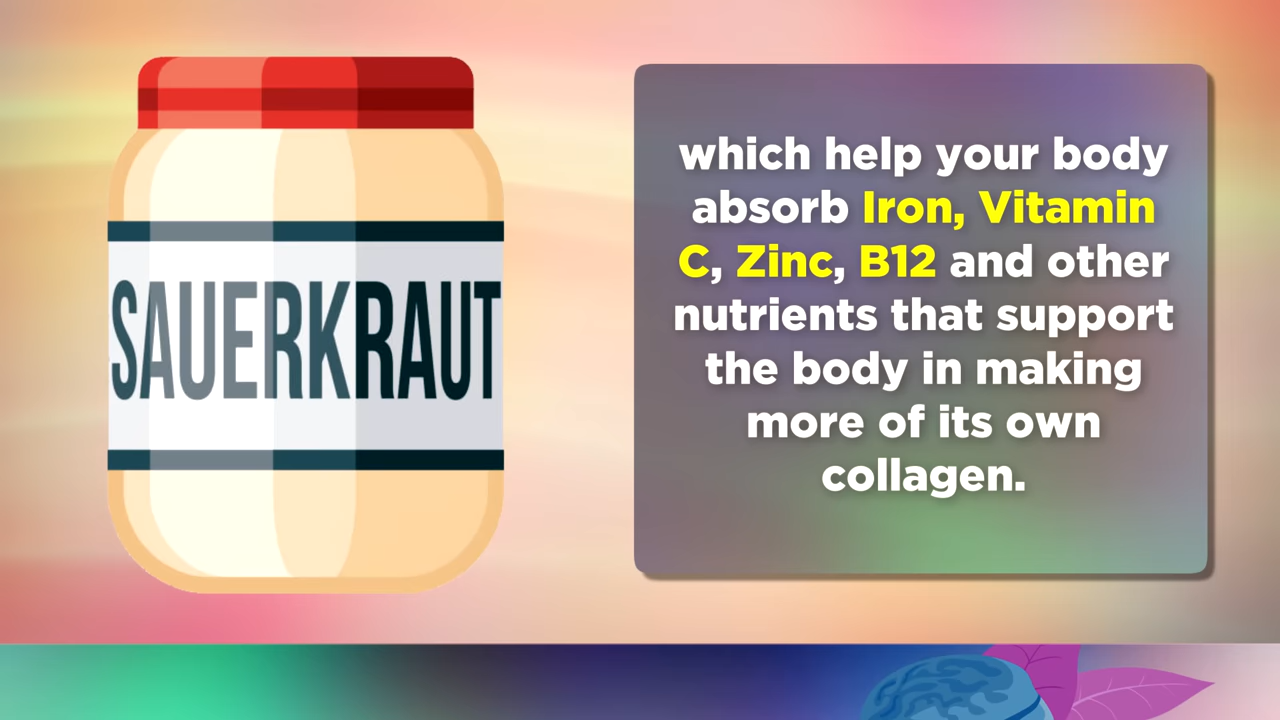 SAUERKRAUT
which help your body
absorb Iron, Vitamin
C, Zinc, B12 and other
nutrients that support
the body in making
more of its own
collagen.